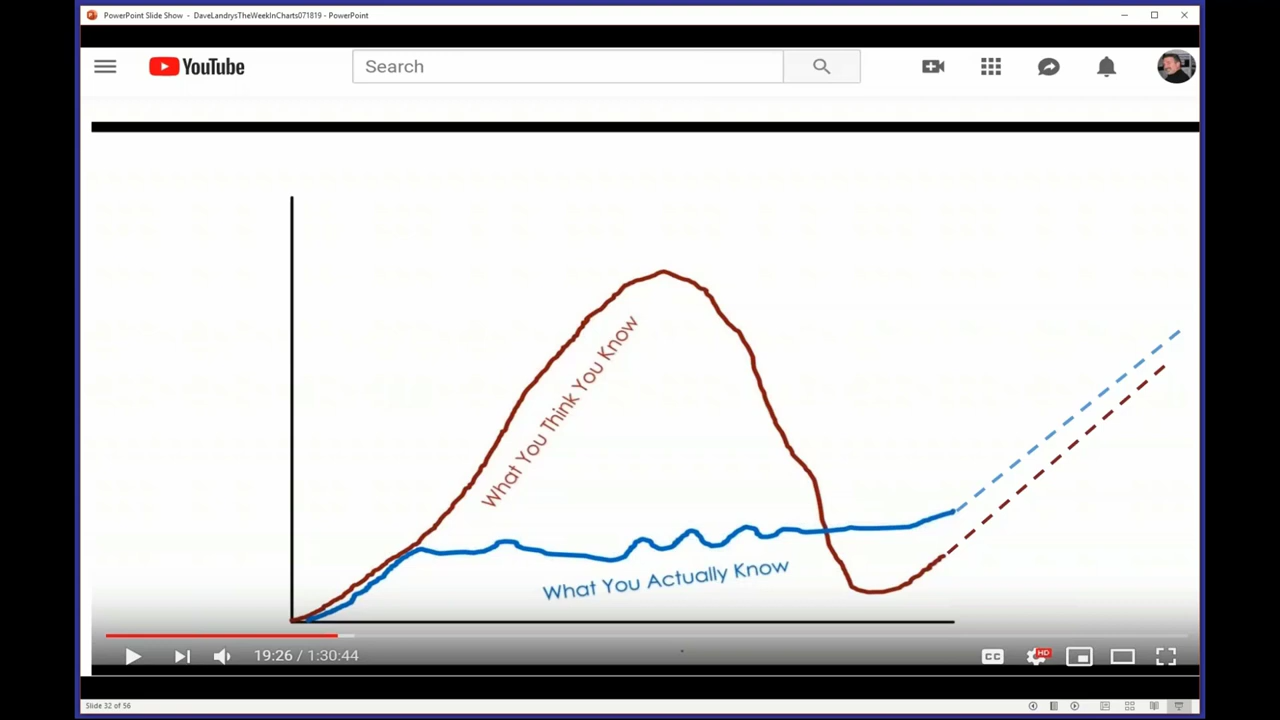 PowerPoint Slide Show - DaveLandrysTheWeekInCharts071819 - PowerPoint
YouTube
Search
What You Think You Know
What You Actually Know
19:26 / 1:30:44
CC
HD
Slide 32 of 56